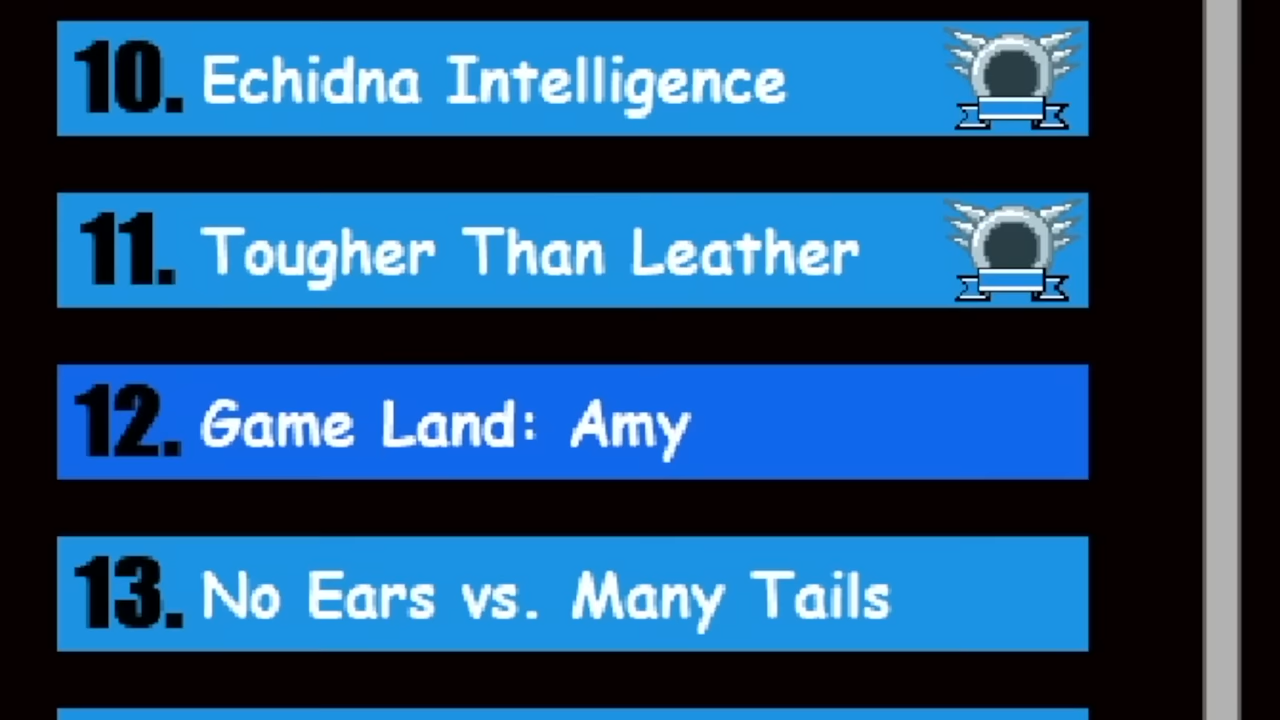 10. Echidna Intelligence
11. Tougher Than Leather
12. Game Land: Amy
13. No Ears vs. Many Tails